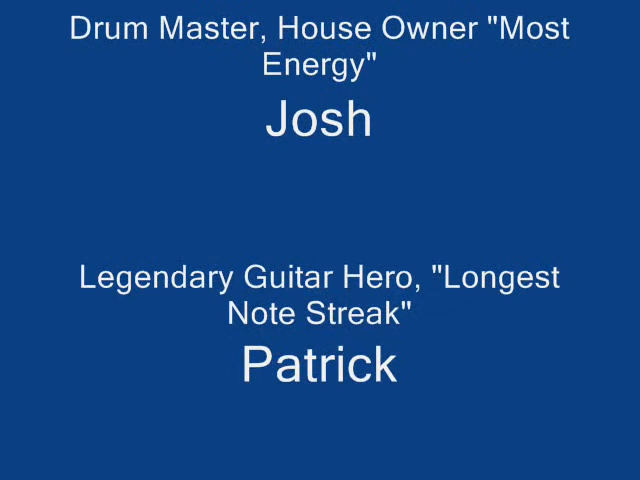 Drum Master, House Owner "Most
Energy"
Josh
Legendary Guitar Hero, "Longest
Note Streak"
Patrick